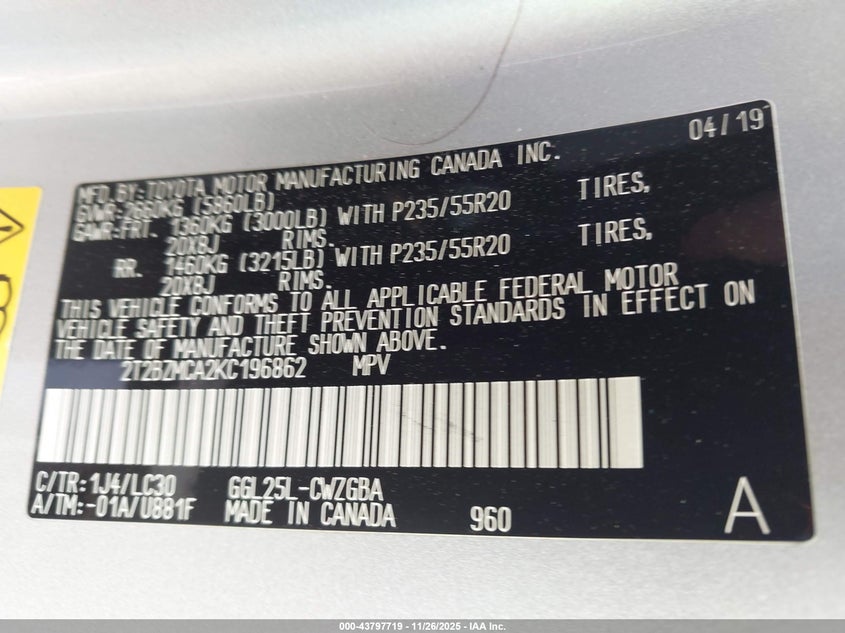 04/19
MFD.BY:TOYOTA MOTOR MANUFACTURING CANADA INC.
GVWR:2660KG (5860LB)
GAWR:FRT. 1360KG (3000LB) WITH P235/55R20 TIRES,
20X8J RIMS.
RR. 1460KG (3215LB) WITH P235/55R20 TIRES,
20X8J RIMS.
THIS VEHICLE CONFORMS TO ALL APPLICABLE FEDERAL MOTOR
VEHICLE SAFETY AND THEFT PREVENTION STANDARDS IN EFFECT ON
THE DATE OF MANUFACTURE SHOWN ABOVE.
2T2BZMCA2KC196862 MPV
C/TR:1J4/LC30 GGL25L-CWZGBA
A/TM:-01A/U881F MADE IN CANADA 960 A
000-43797719 - 11/26/2025 - IAA Inc.